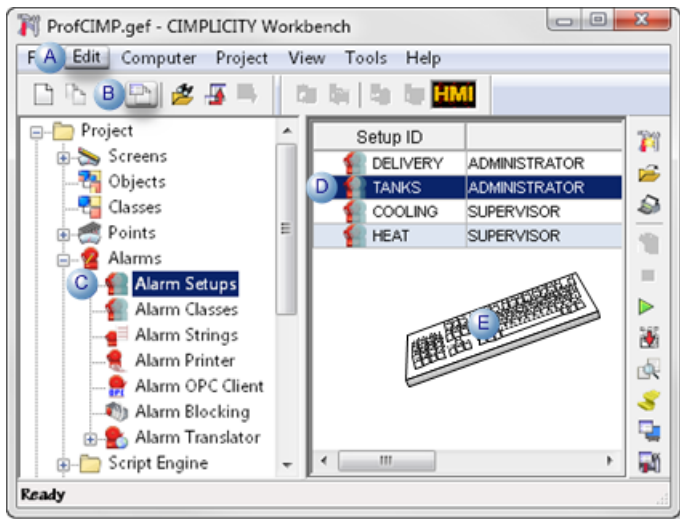 ProfCIMP.gef - CIMPLICITY Workbench
F A Edit Computer Project View Tools Help
B HMI
Project
Screens
Objects
Classes
Points
Alarms
C Alarm Setups
Alarm Classes
Alarm Strings
Alarm Printer
OPC Alarm OPC Client
Alarm Blocking
Alarm Translator
Script Engine
Setup ID
DELIVERY ADMINISTRATOR
D TANKS ADMINISTRATOR
COOLING SUPERVISOR
HEAT SUPERVISOR
E
Ready